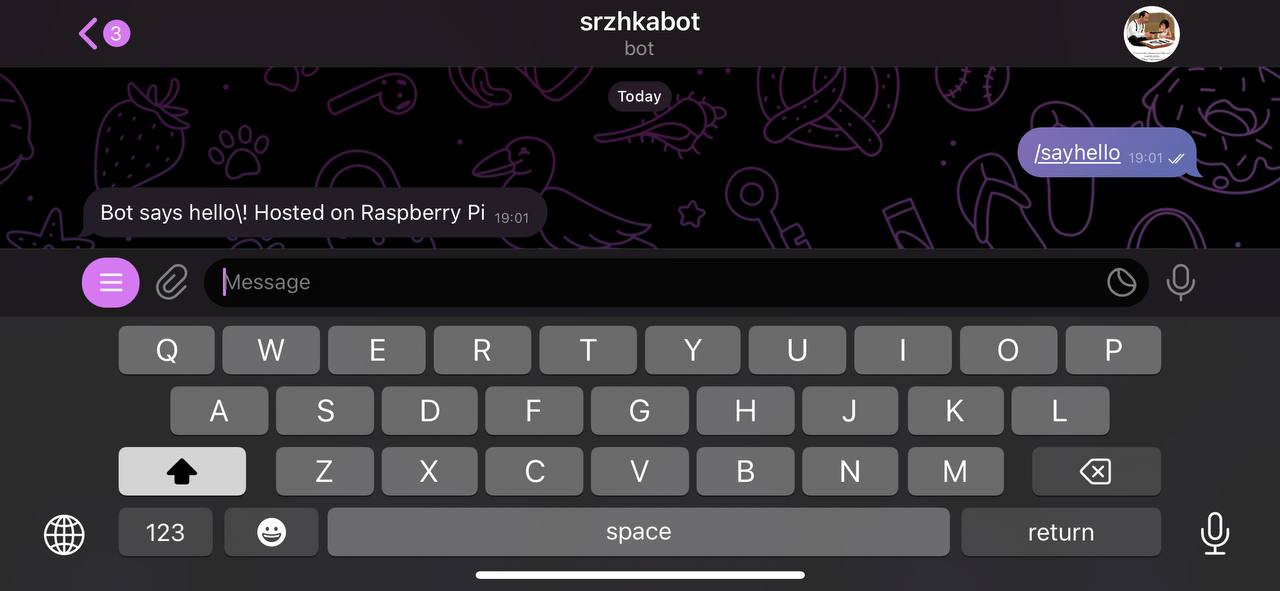 3
srzhkabot
bot
Today
/sayhello 19:01
Bot says hello\! Hosted on Raspberry Pi 19:01
Message
Q W E R T Y U I O P
A S D F G H J K L
Z X C V B N M
123 space return